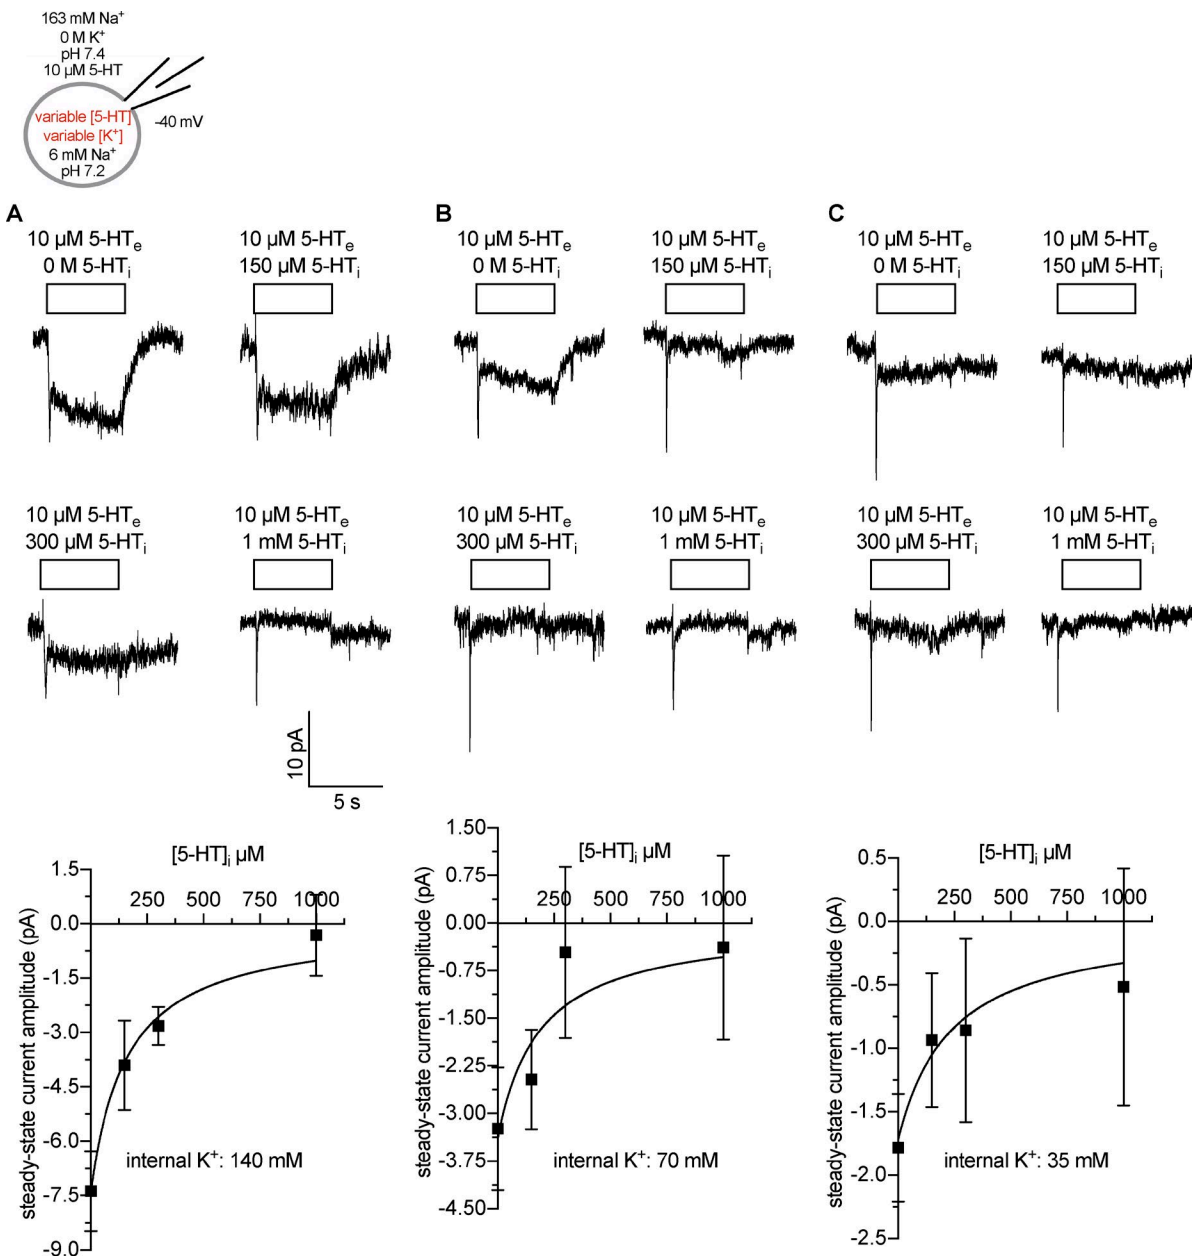 163 mM Na⁺
0 M K⁺
pH 7.4
10 µM 5-HT
variable [5-HT]
variable [K⁺]
6 mM Na⁺
pH 7.2
-40 mV
A
10 µM 5-HTₑ
0 M 5-HTᵢ
10 µM 5-HTₑ
150 µM 5-HTᵢ
10 µM 5-HTₑ
300 µM 5-HTᵢ
10 µM 5-HTₑ
1 mM 5-HTᵢ
10 pA
5 s
B
10 µM 5-HTₑ
0 M 5-HTᵢ
10 µM 5-HTₑ
150 µM 5-HTᵢ
10 µM 5-HTₑ
300 µM 5-HTᵢ
10 µM 5-HTₑ
1 mM 5-HTᵢ
C
10 µM 5-HTₑ
0 M 5-HTᵢ
10 µM 5-HTₑ
150 µM 5-HTᵢ
10 µM 5-HTₑ
300 µM 5-HTᵢ
10 µM 5-HTₑ
1 mM 5-HTᵢ
[5-HT]ᵢ µM
250 500 750 1000
steady-state current amplitude (pA)
1.5
0.0
-1.5
-3.0
-4.5
-6.0
-7.5
-9.0
internal K⁺: 140 mM
[5-HT]ᵢ µM
250 500 750 1000
steady-state current amplitude (pA)
1.50
0.75
0.00
-0.75
-1.50
-2.25
-3.00
-3.75
-4.50
internal K⁺: 70 mM
[5-HT]ᵢ µM
250 500 750 1000
steady-state current amplitude (pA)
0.5
0.0
-0.5
-1.0
-1.5
-2.0
-2.5
internal K⁺: 35 mM